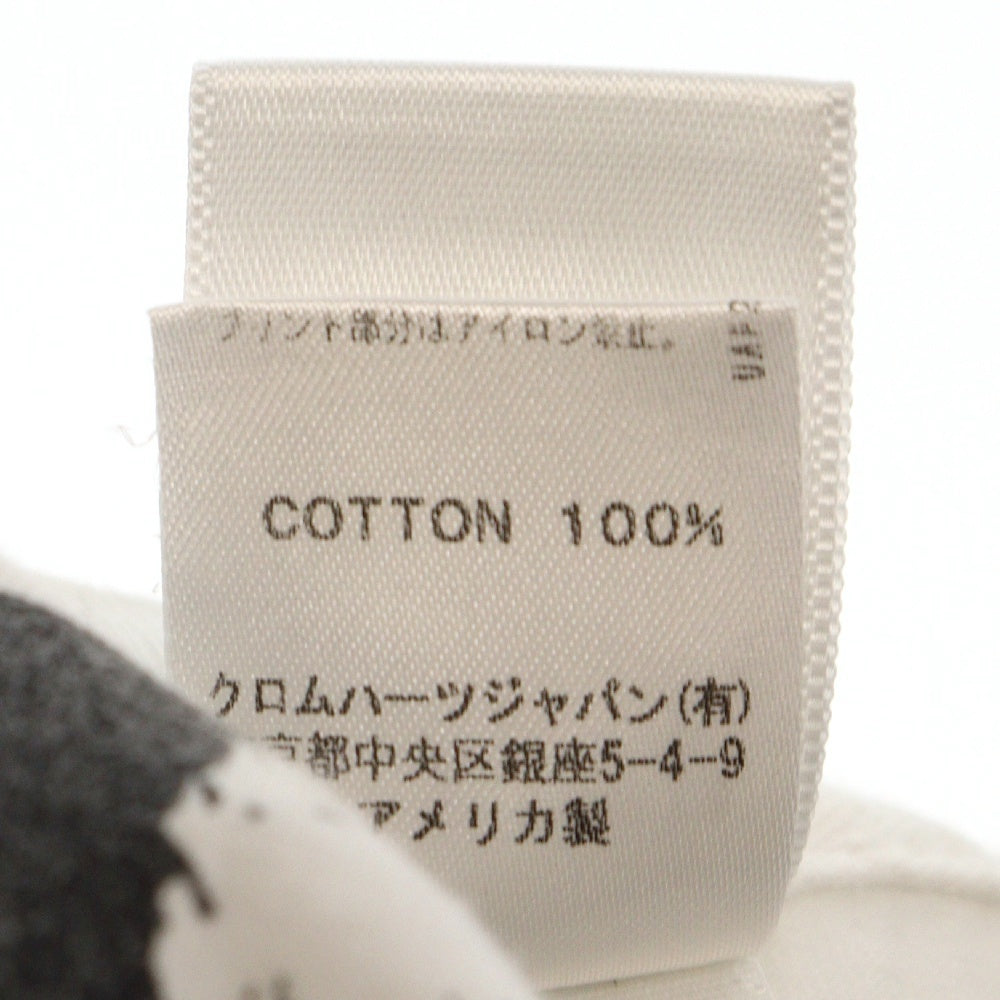 プリント部分はアイロン禁止。
COTTON 100%
クロムハーツジャパン(有)
京都中央区銀座5-4-9
アメリカ製